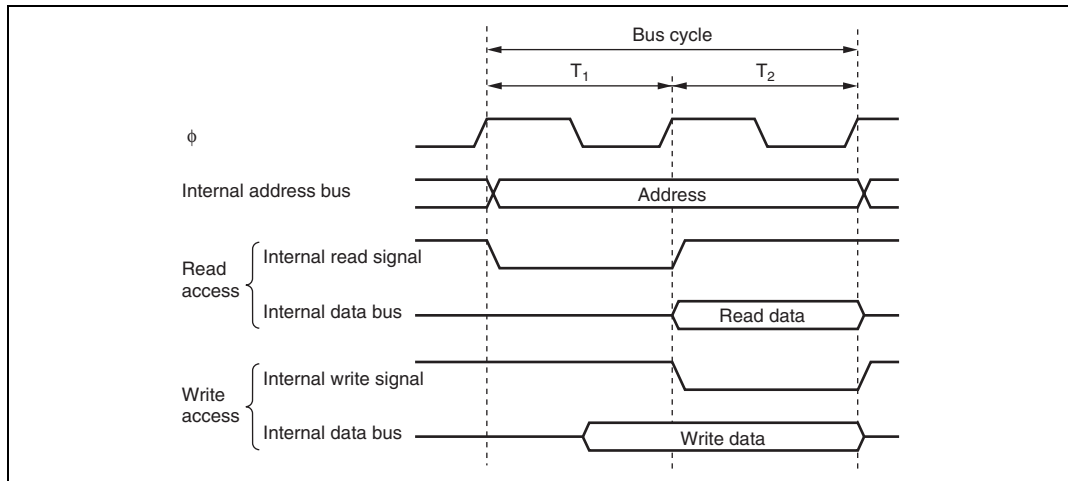 Bus cycle
T₁
T₂
φ
Internal address bus
Address
Read
access
Internal read signal
Internal data bus
Read data
Write
access
Internal write signal
Internal data bus
Write data